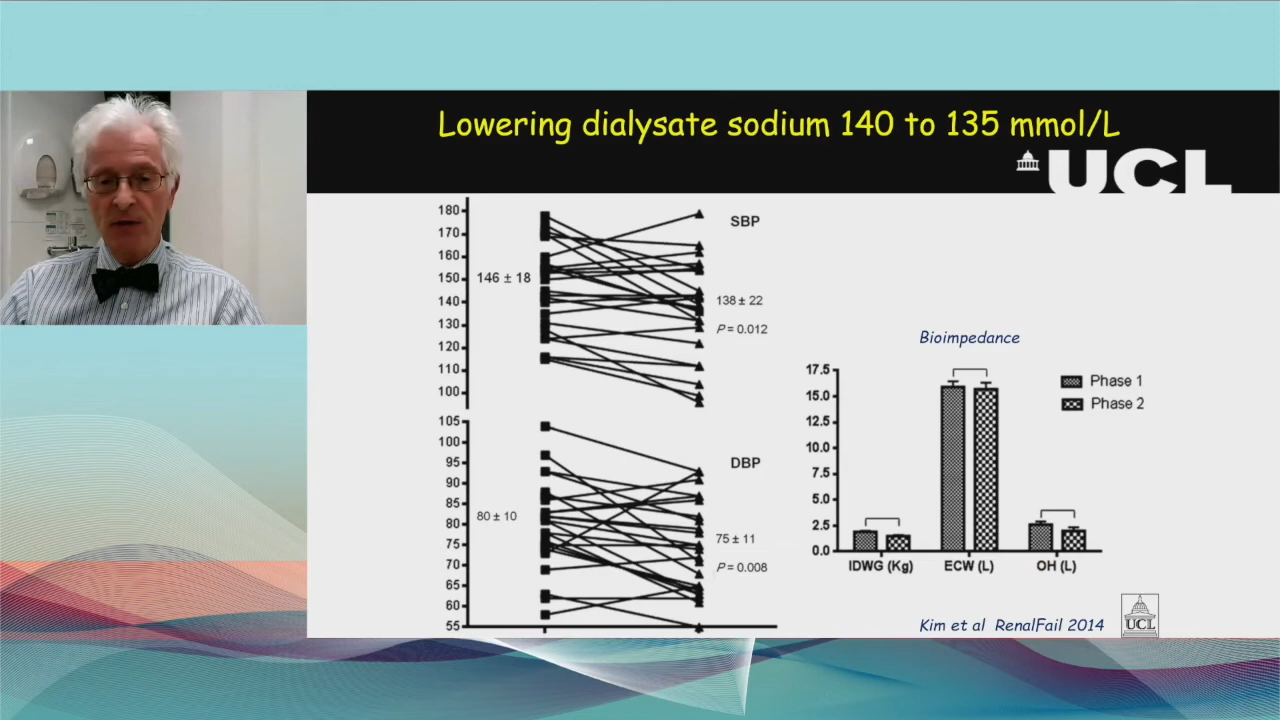 Lowering dialysate sodium 140 to 135 mmol/L
UCL
180
170
160
150
140
130
120
110
100
146 ± 18
SBP
138 ± 22
P = 0.012
105
100
95
90
85
80
75
70
65
60
55
80 ± 10
DBP
75 ± 11
P = 0.008
Bioimpedance
17.5
15.0
12.5
10.0
7.5
5.0
2.5
0.0
Phase 1
Phase 2
IDWG (Kg) ECW (L) OH (L)
Kim et al RenalFail 2014
UCL